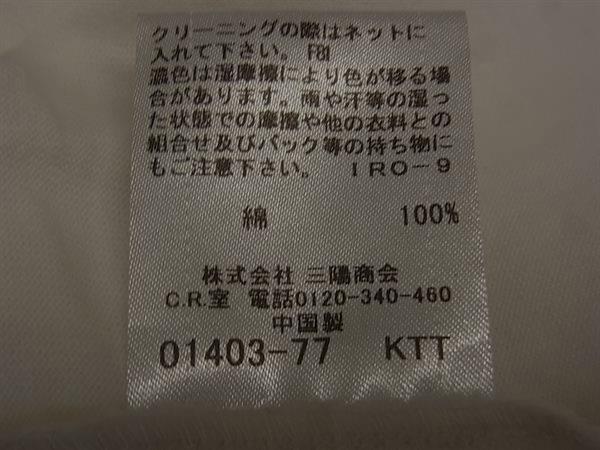 クリーニングの際はネットに
入れて下さい。「8」
濃色は湿摩擦により色が移る場
合があります。雨や汗等の湿っ
た状態での摩擦や他の衣料との
組合せ及びバック等の持ち物に
もご注意下さい。 IRO-9
綿 100%
株式会社 三陽商会
C.R.室 電話0120-340-460
中国製
01403-77 KTT